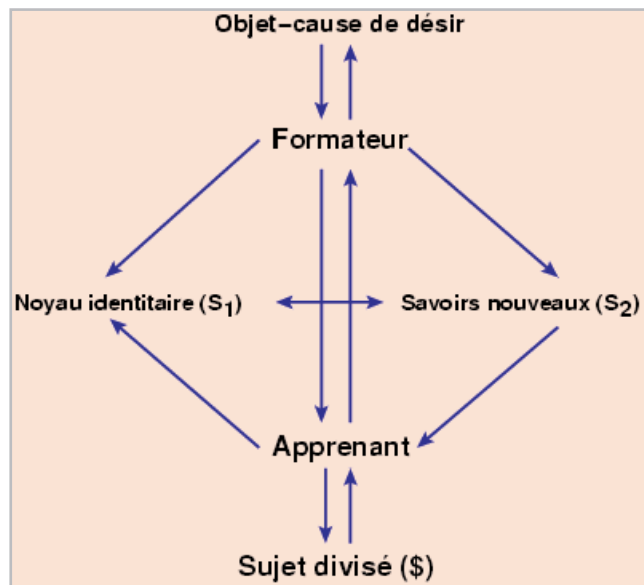 Objet-cause de désir
Formateur
Noyau identitaire (S1) Savoirs nouveaux (S2)
Apprenant
Sujet divisé ($)